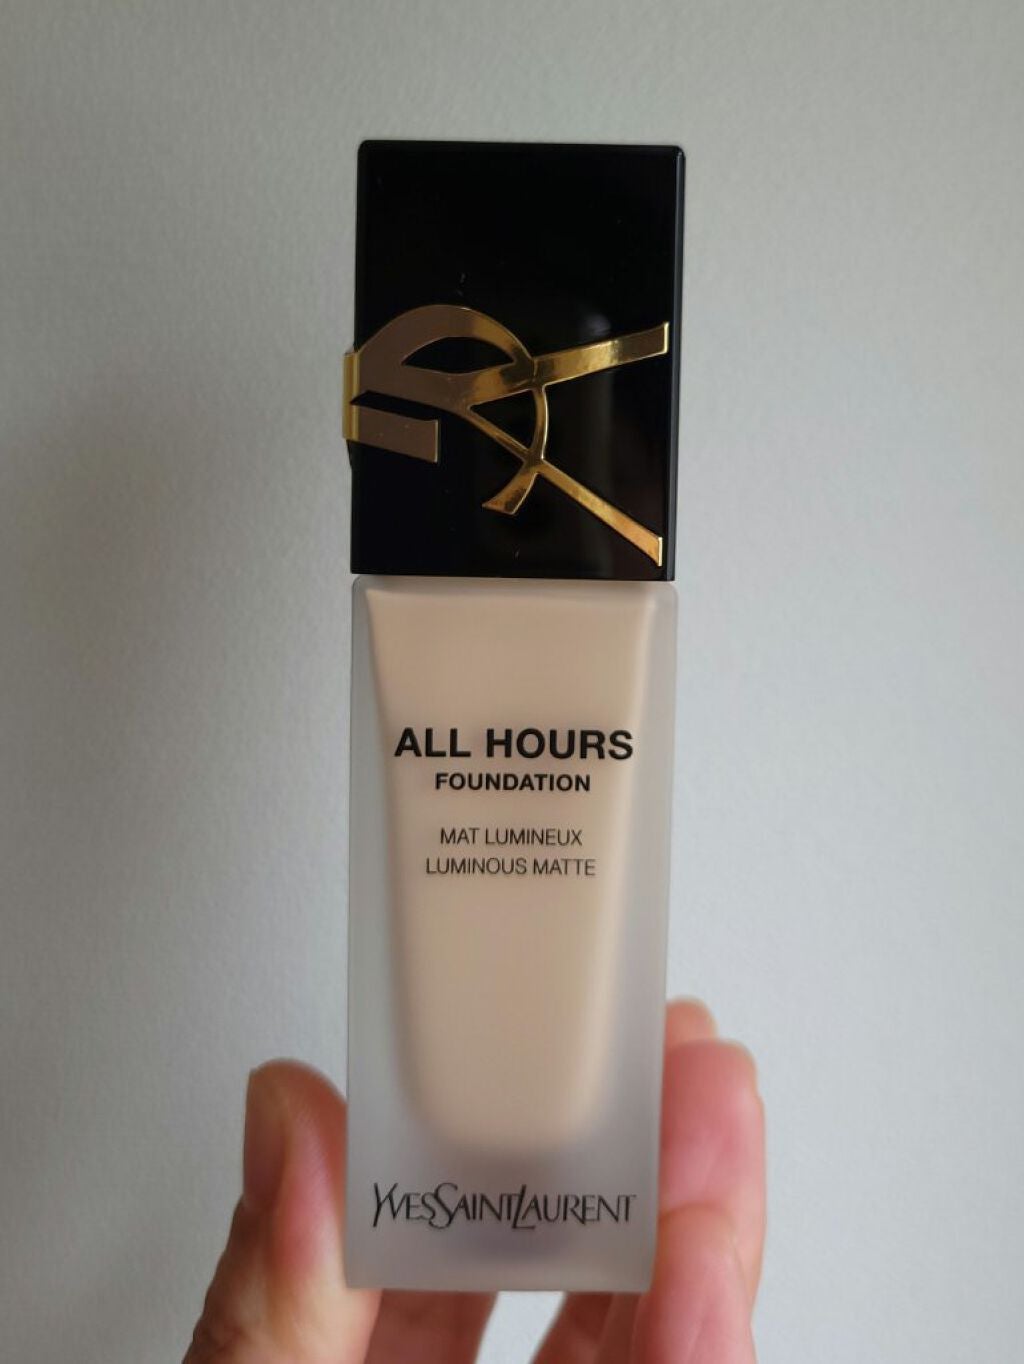 ALL HOURS
FOUNDATION
MAT LUMINEUX
LUMINOUS MATTE
YVESSAINTLAURENT